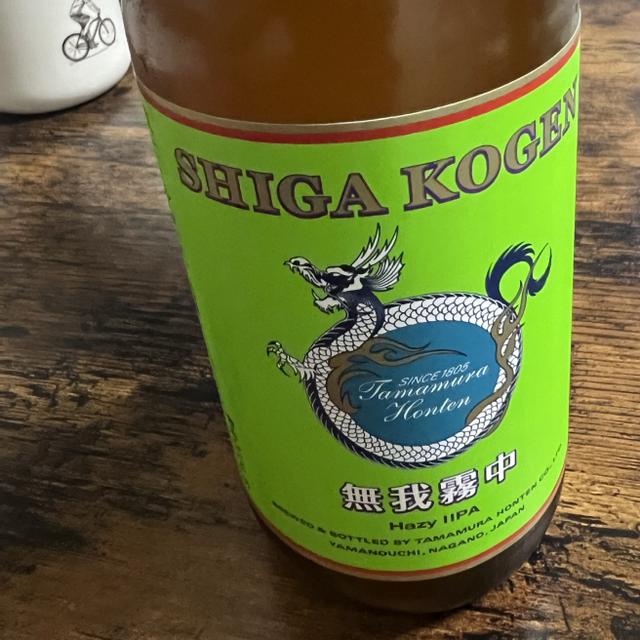 SHIGA KOGEN
SINCE 1805
Tamamura
Honten
無我霧中
Hazy IIPA
BREWED & BOTTLED BY TAMAMURA HONTEN CO., LTD.
YAMANOUCHI, NAGANO, JAPAN